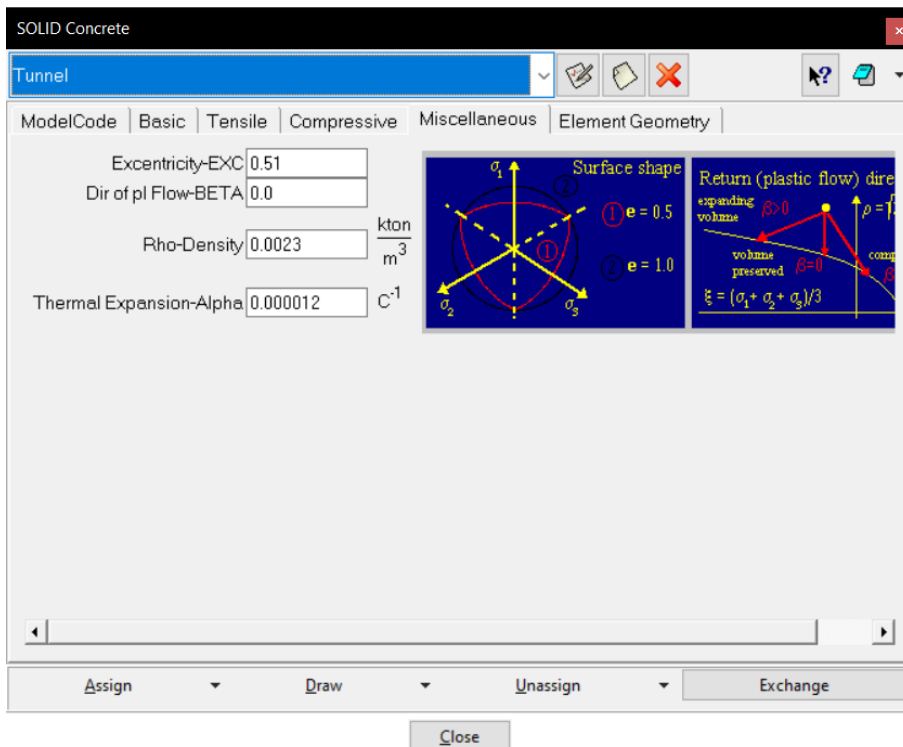 SOLID Concrete
Tunnel
ModelCode Basic Tensile Compressive Miscellaneous Element Geometry
Excentricity-EXC 0.51
Dir of pl Flow-BETA 0.0
Rho-Density 0.0023 kton/m³
Thermal Expansion-Alpha 0.000012 C⁻¹
σ₁ Surface shape
2
1 e = 0.5
1
2 e = 1.0
σ₂ σ₃
Return (plastic flow) dire
expanding volume β>0 ρ =
volume preserved β=0 comp
β
ξ = (σ₁+ σ₂ + σ₃)/3
Assign Draw Unassign Exchange
Close